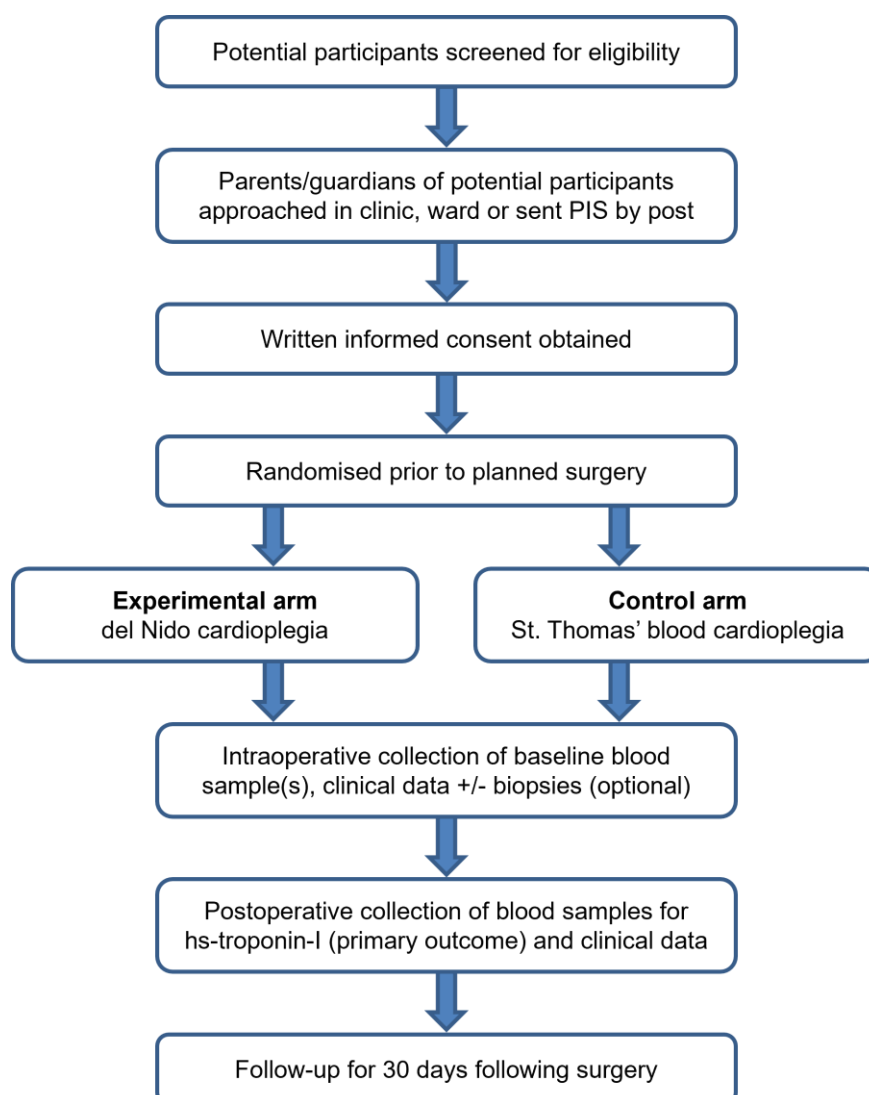 Potential participants screened for eligibility
Parents/guardians of potential participants
approached in clinic, ward or sent PIS by post
Written informed consent obtained
Randomised prior to planned surgery
Experimental arm
del Nido cardioplegia
Control arm
St. Thomas’ blood cardioplegia
Intraoperative collection of baseline blood
sample(s), clinical data +/- biopsies (optional)
Postoperative collection of blood samples for
hs-troponin-I (primary outcome) and clinical data
Follow-up for 30 days following surgery